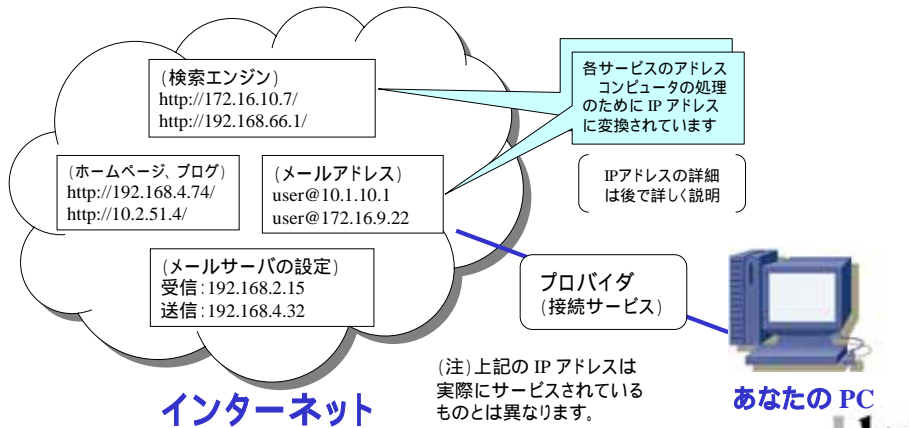 (検索エンジン)
http://172.16.10.7/
http://192.168.66.1/
各サービスのアドレス
コンピュータの処理
のために IP アドレス
に変換されています
(ホームページ、ブログ)
http://192.168.4.74/
http://10.2.51.4/
(メールアドレス)
user@10.1.10.1
user@172.16.9.22
IPアドレスの詳細
は後で詳しく説明
(メールサーバの設定)
受信:192.168.2.15
送信:192.168.4.32
プロバイダ
(接続サービス)
(注)上記の IP アドレスは
実際にサービスされている
ものとは異なります。
インターネット
あなたの PC